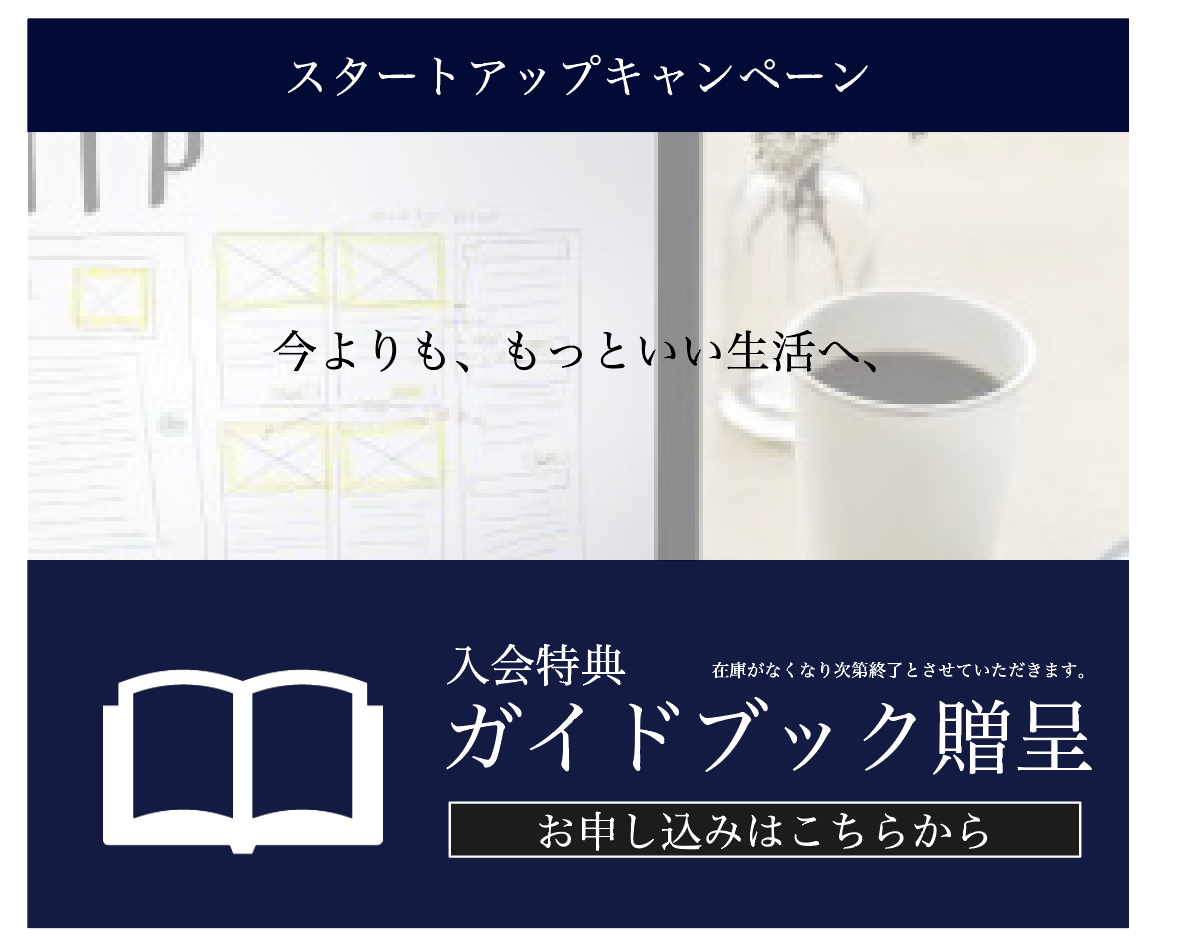 スタートアップキャンペーン
今よりも、もっといい生活へ、
入会特典
在庫がなくなり次第終了とさせていただきます。
ガイドブック贈呈
お申し込みはこちらから